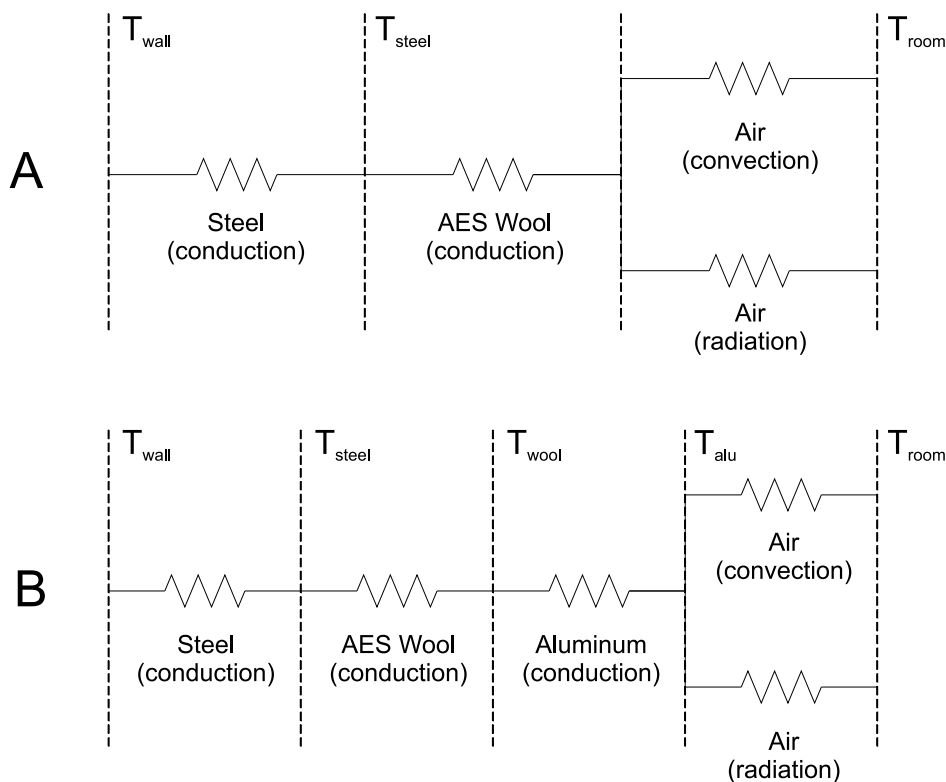 T_wall
T_steel
T_room
Air
(convection)
A
Steel
(conduction)
AES Wool
(conduction)
Air
(radiation)
T_wall
T_steel
T_wool
T_alu
T_room
Air
(convection)
B
Steel
(conduction)
AES Wool
(conduction)
Aluminum
(conduction)
Air
(radiation)